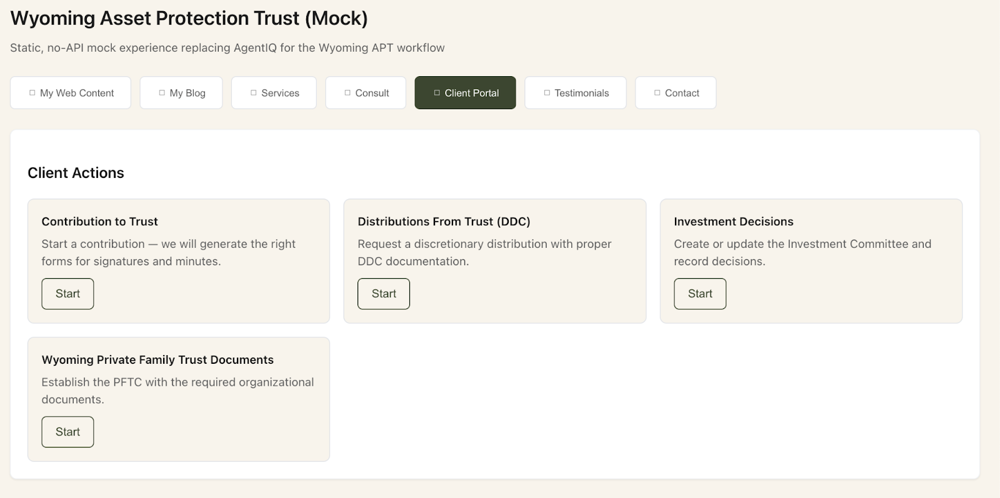 Wyoming Asset Protection Trust (Mock)
Static, no-API mock experience replacing AgentIQ for the Wyoming APT workflow
My Web Content
My Blog
Services
Consult
Client Portal
Testimonials
Contact
Client Actions
Contribution to Trust
Start a contribution — we will generate the right
forms for signatures and minutes.
Start
Distributions From Trust (DDC)
Request a discretionary distribution with proper
DDC documentation.
Start
Investment Decisions
Create or update the Investment Committee and
record decisions.
Start
Wyoming Private Family Trust Documents
Establish the PFTC with the required organizational
documents.
Start